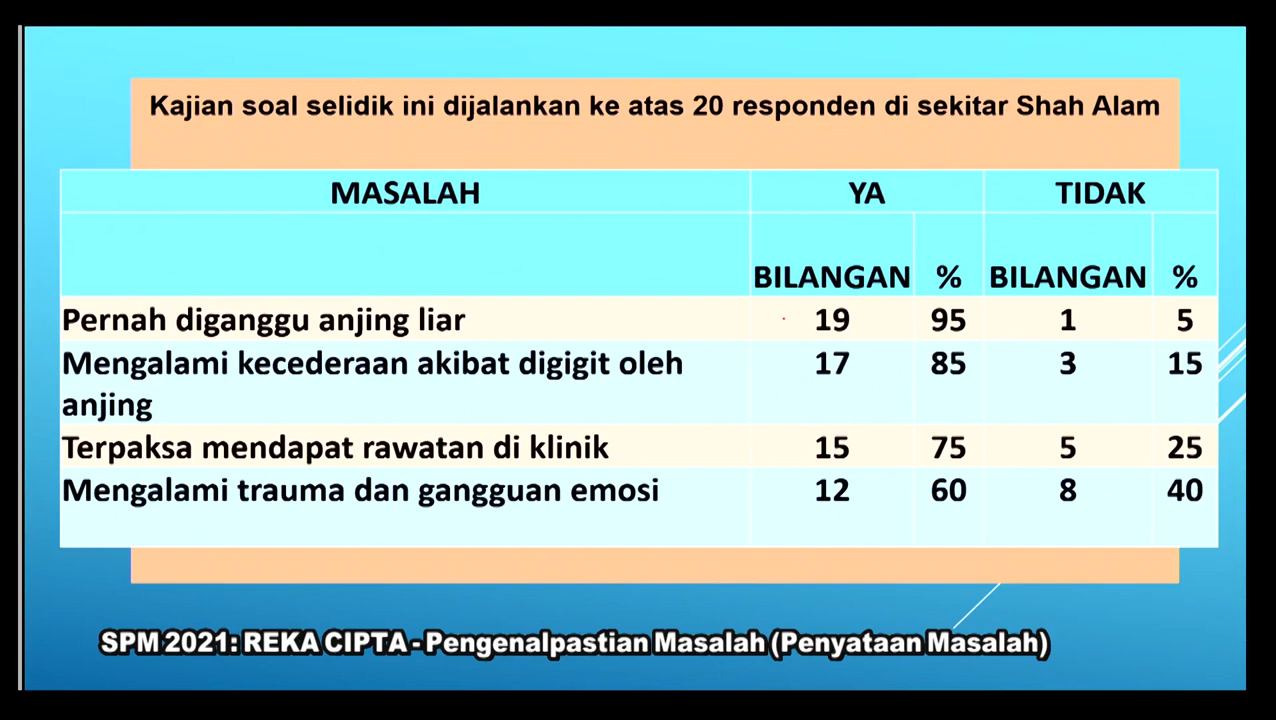 Kajian soal selidik ini dijalankan ke atas 20 responden di sekitar Shah Alam
MASALAH YA TIDAK
BILANGAN % BILANGAN %
Pernah diganggu anjing liar 19 95 1 5
Mengalami kecederaan akibat digigit oleh 17 85 3 15
anjing
Terpaksa mendapat rawatan di klinik 15 75 5 25
Mengalami trauma dan gangguan emosi 12 60 8 40
SPM 2021: REKA CIPTA - Pengenalpastian Masalah (Penyataan Masalah)